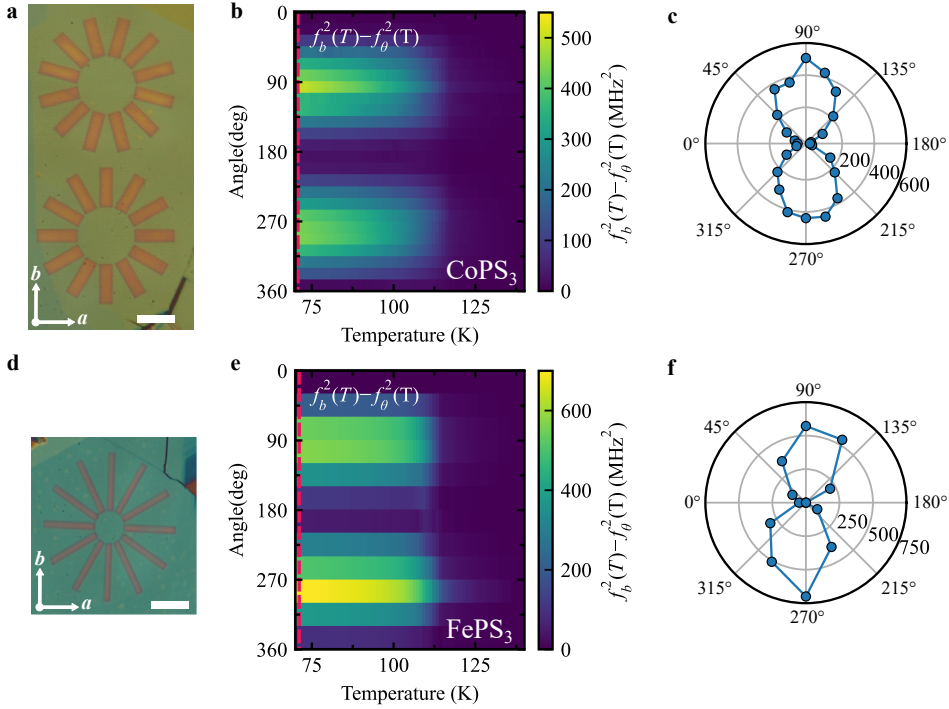 a
b
a
b
0
90
180
270
360
Angle(deg)
f_b^2(T)−f_θ^2(T)
CoPS3
75
100
125
Temperature (K)
500
400
300
200
100
0
f_b^2(T)−f_θ^2(T) (MHz^2)
c
90°
45°
135°
0°
180°
200
400
600
315°
215°
270°
d
b
a
e
0
90
180
270
360
Angle(deg)
f_b^2(T)−f_θ^2(T)
FePS3
75
100
125
Temperature (K)
600
400
200
0
f_b^2(T)−f_θ^2(T) (MHz^2)
f
90°
45°
135°
0°
180°
250
500
750
315°
215°
270°